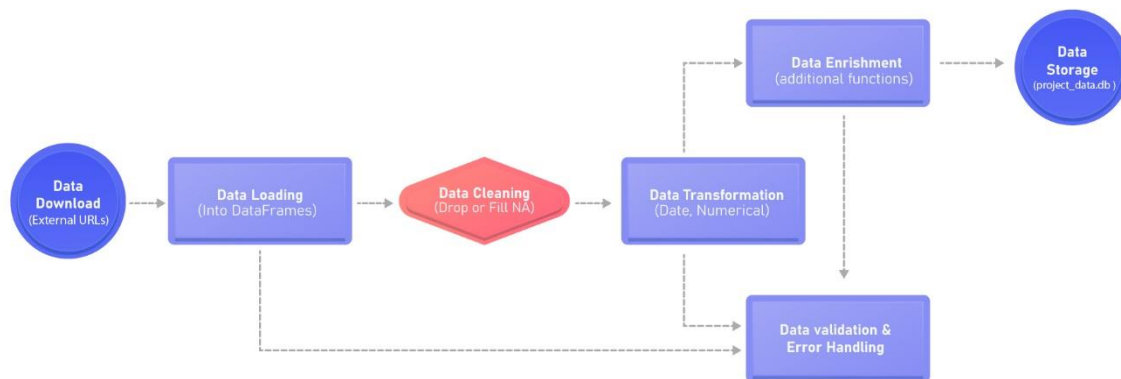 Data
Download
(External URLs)
Data Loading
(Into DataFrames)
Data Cleaning
(Drop or Fill NA)
Data Transformation
(Date, Numerical)
Data Enrishment
(additional functions)
Data
Storage
(project_data.db )
Data validation &
Error Handling